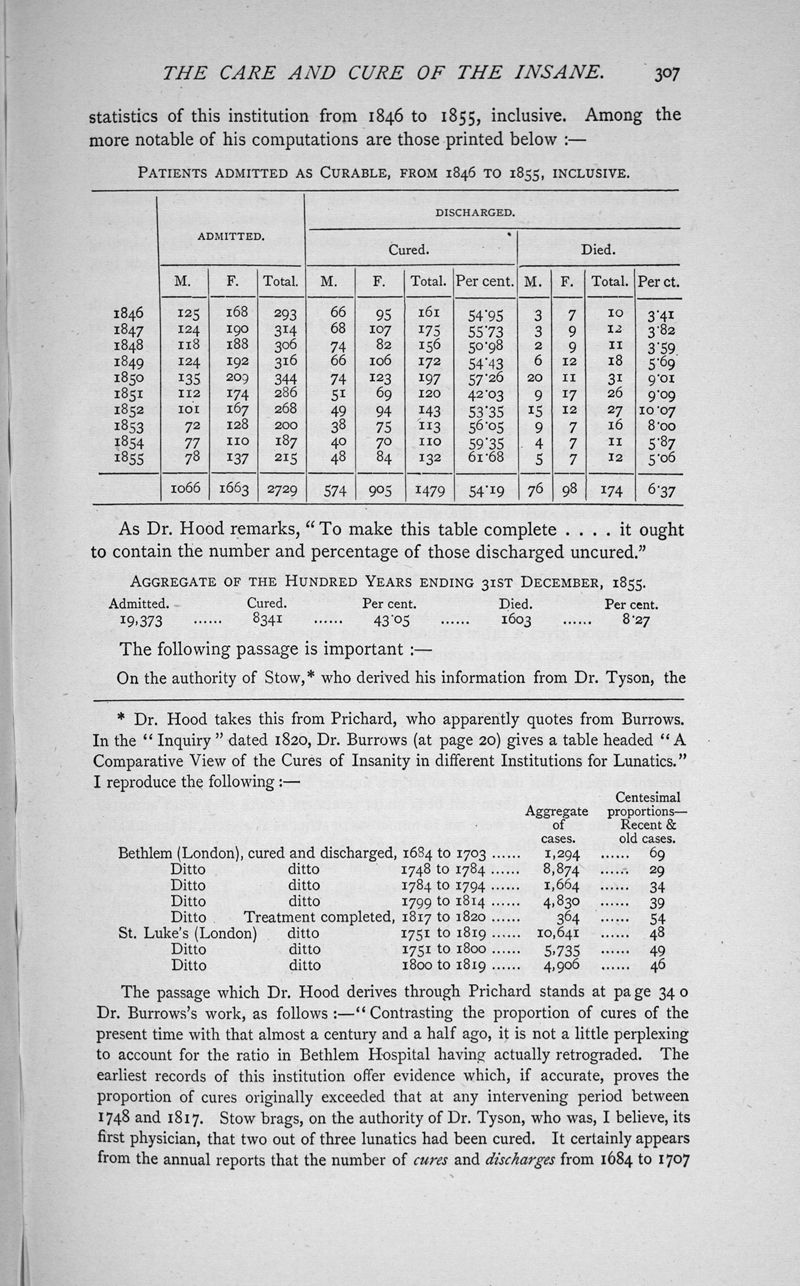 THE CARE AND CURE OF THE INSANE. 307
statistics of this institution from 1846 to 1855, inclusive. Among the
more notable of his computations are those printed below :—
PATIENTS ADMITTED AS CURABLE, FROM 1846 TO 1855, INCLUSIVE.
DISCHARGED.
ADMITTED.
Cured. Died.
M. F. Total. M. F. Total. Per cent. M. F. Total. Per ct.
1846 125 168 293 66 95 161 54·95 3 7 10 3·41
1847 124 190 314 68 107 175 55·73 3 9 12 3·82
1848 118 188 306 74 82 156 50·98 2 9 11 3·59
1849 124 192 316 66 106 172 54·43 6 12 18 5·69
1850 135 209 344 74 123 197 57·26 20 11 31 9·01
1851 112 174 286 51 69 120 42·03 9 17 26 9·09
1852 101 167 268 49 94 143 53·35 15 12 27 10·07
1853 72 128 200 38 75 113 56·05 9 7 16 8·00
1854 77 110 187 40 70 110 59·35 4 7 11 5·87
1855 78 137 215 48 84 132 61·68 5 7 12 5·06
1066 1663 2729 574 905 1479 54·19 76 98 174 6·37
As Dr. Hood remarks, “ To make this table complete . . . . it ought
to contain the number and percentage of those discharged uncured.”
AGGREGATE OF THE HUNDRED YEARS ENDING 31ST DECEMBER, 1855.
Admitted. Cured. Per cent. Died. Per cent.
19,373 ...... 8341 ...... 43·05 ...... 1603 ...... 8·27
The following passage is important :—
On the authority of Stow,* who derived his information from Dr. Tyson, the
* Dr. Hood takes this from Prichard, who apparently quotes from Burrows.
In the “ Inquiry ” dated 1820, Dr. Burrows (at page 20) gives a table headed “ A
Comparative View of the Cures of Insanity in different Institutions for Lunatics.”
I reproduce the following :—
Centesimal
Aggregate proportions—
of Recent &
cases. old cases.
Bethlem (London), cured and discharged, 1684 to 1703 ...... 1,294 ...... 69
Ditto ditto 1748 to 1784 ...... 8,874 ...... 29
Ditto ditto 1784 to 1794 ...... 1,664 ...... 34
Ditto ditto 1799 to 1814 ...... 4,830 ...... 39
Ditto Treatment completed, 1817 to 1820 ...... 364 ...... 54
St. Luke's (London) ditto 1751 to 1819 ...... 10,641 ...... 48
Ditto ditto 1751 to 1800 ...... 5,735 ...... 49
Ditto ditto 1800 to 1819 ...... 4,906 ...... 46
The passage which Dr. Hood derives through Prichard stands at page 34 o
Dr. Burrows's work, as follows :—“ Contrasting the proportion of cures of the
present time with that almost a century and a half ago, it is not a little perplexing
to account for the ratio in Bethlem Hospital having actually retrograded. The
earliest records of this institution offer evidence which, if accurate, proves the
proportion of cures originally exceeded that at any intervening period between
1748 and 1817. Stow brags, on the authority of Dr. Tyson, who was, I believe, its
first physician, that two out of three lunatics had been cured. It certainly appears
from the annual reports that the number of cures and discharges from 1684 to 1707